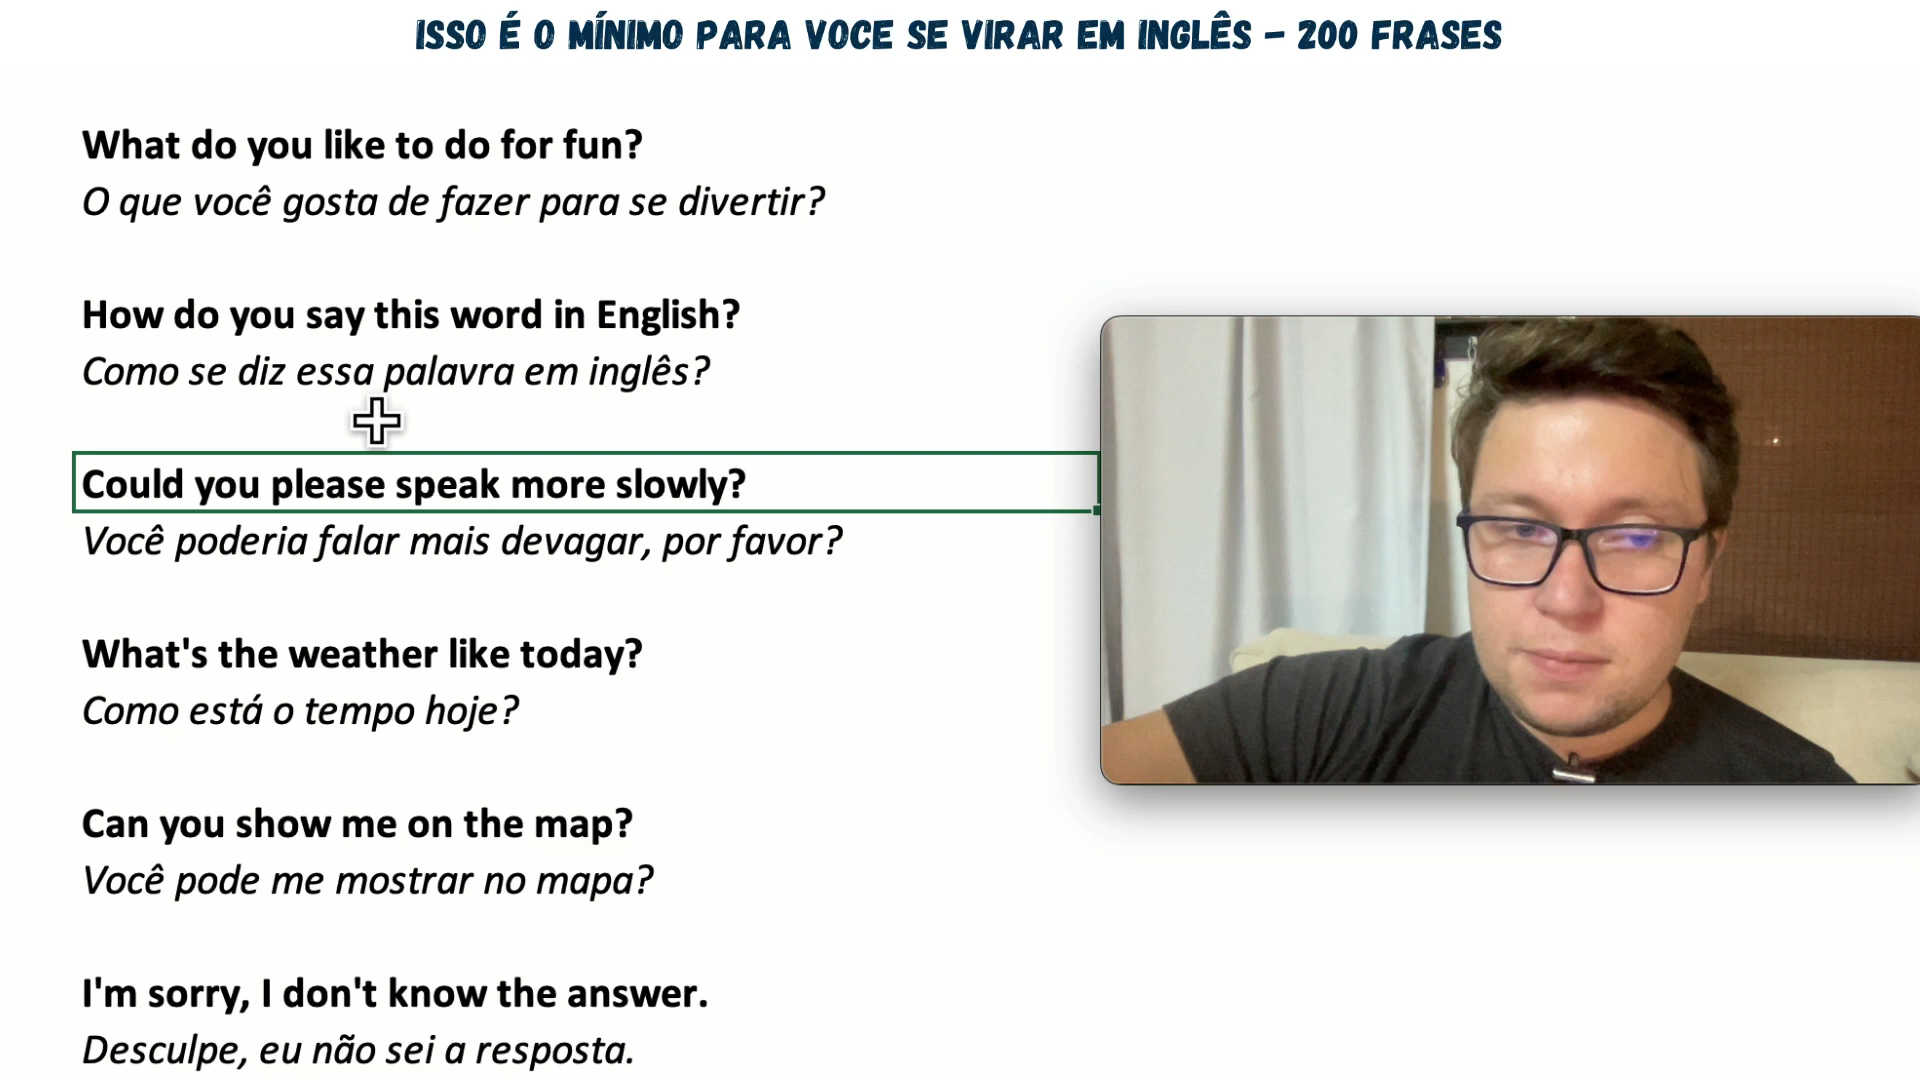 ISSO É O MÍNIMO PARA VOCE SE VIRAR EM INGLÊS – 200 FRASES
What do you like to do for fun?
O que você gosta de fazer para se divertir?
How do you say this word in English?
Como se diz essa palavra em inglês?
Could you please speak more slowly?
Você poderia falar mais devagar, por favor?
What's the weather like today?
Como está o tempo hoje?
Can you show me on the map?
Você pode me mostrar no mapa?
I'm sorry, I don't know the answer.
Desculpe, eu não sei a resposta.